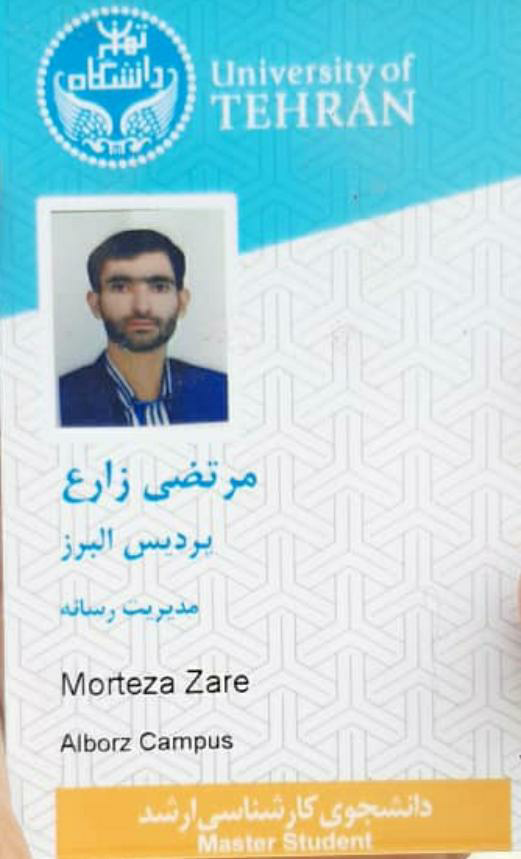 دانشگاه تهران
University of
TEHRAN
مرتضی زارع
پردیس البرز
مدیریت رسانه
Morteza Zare
Alborz Campus
دانشجوی کارشناسی ارشد
Master Student